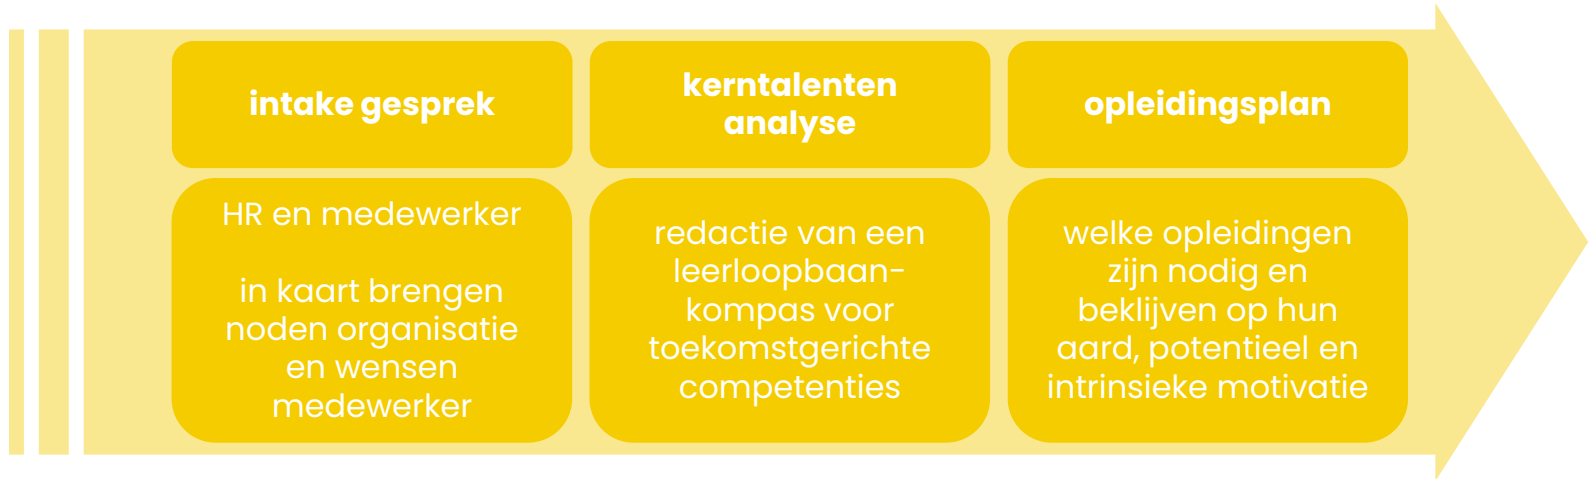 intake gesprek
HR en medewerker
in kaart brengen
noden organisatie
en wensen
medewerker
kerntalenten
analyse
redactie van een
leerloopbaan-
kompas voor
toekomstgerichte
competenties
opleidingsplan
welke opleidingen
zijn nodig en
beklijven op hun
aard, potentieel en
intrinsieke motivatie